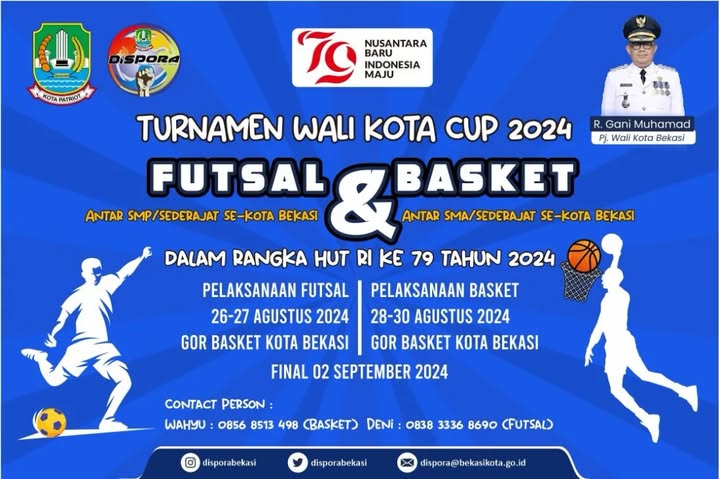 KOTA PATRIOT
DISPORA
79
NUSANTARA
BARU
INDONESIA
MAJU
R. Gani Muhamad
Pj. Wali Kota Bekasi
TURNAMEN WALI KOTA CUP 2024
FUTSAL & BASKET
ANTAR SMP/SEDERAJAT SE-KOTA BEKASI
ANTAR SMA/SEDERAJAT SE-KOTA BEKASI
DALAM RANGKA HUT RI KE 79 TAHUN 2024
PELAKSANAAN FUTSAL
26-27 AGUSTUS 2024
GOR BASKET KOTA BEKASI
PELAKSANAAN BASKET
28-30 AGUSTUS 2024
GOR BASKET KOTA BEKASI
FINAL 02 SEPTEMBER 2024
CONTACT PERSON :
WAHYU : 0856 8513 498 (BASKET) DENI : 0838 3336 8690 (FUTSAL)
disporabekasi
disporabekasi
dispora@bekasikota.go.id